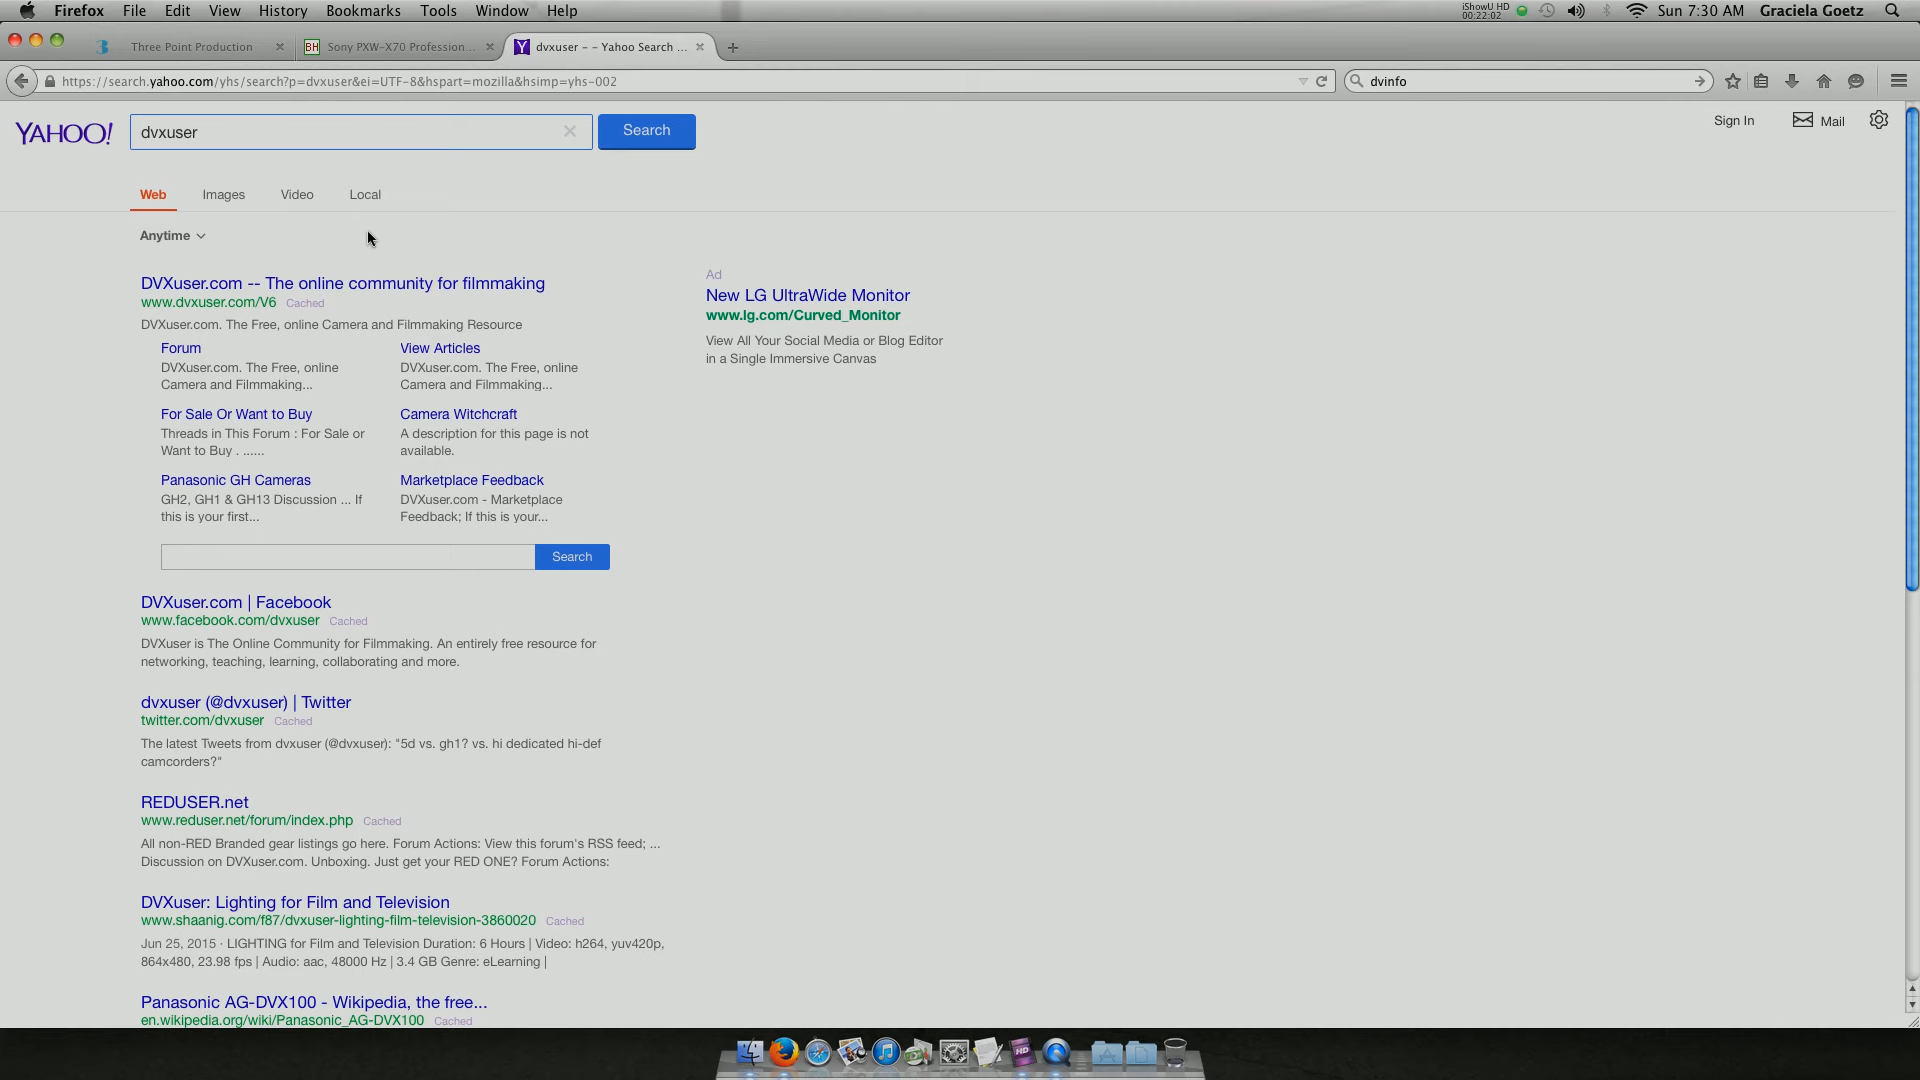 Firefox File Edit View History Bookmarks Tools Window Help iShowU HD 00:22:02 Sun 7:30 AM Graciela Goetz
Three Point Production Sony PXW-X70 Profession... dvxuser - - Yahoo Search ...
https://search.yahoo.com/yhs/search?p=dvxuser&ei=UTF-8&hspart=mozilla&hsimp=yhs-002 dvinfo
YAHOO! dvxuser Search Sign In Mail
Web Images Video Local
Anytime
DVXuser.com -- The online community for filmmaking
www.dvxuser.com/V6 Cached
DVXuser.com. The Free, online Camera and Filmmaking Resource
Forum
DVXuser.com. The Free, online
Camera and Filmmaking...
View Articles
DVXuser.com. The Free, online
Camera and Filmmaking...
For Sale Or Want to Buy
Threads in This Forum : For Sale or
Want to Buy . ......
Camera Witchcraft
A description for this page is not
available.
Panasonic GH Cameras
GH2, GH1 & GH13 Discussion ... If
this is your first...
Marketplace Feedback
DVXuser.com - Marketplace
Feedback; If this is your...
Search
DVXuser.com | Facebook
www.facebook.com/dvxuser Cached
DVXuser is The Online Community for Filmmaking. An entirely free resource for
networking, teaching, learning, collaborating and more.
dvxuser (@dvxuser) | Twitter
twitter.com/dvxuser Cached
The latest Tweets from dvxuser (@dvxuser): "5d vs. gh1? vs. hi dedicated hi-def
camcorders?"
REDUSER.net
www.reduser.net/forum/index.php Cached
All non-RED Branded gear listings go here. Forum Actions: View this forum's RSS feed; ...
Discussion on DVXuser.com. Unboxing. Just get your RED ONE? Forum Actions:
DVXuser: Lighting for Film and Television
www.shaanig.com/f87/dvxuser-lighting-film-television-3860020 Cached
Jun 25, 2015 · LIGHTING for Film and Television Duration: 6 Hours | Video: h264, yuv420p,
864x480, 23.98 fps | Audio: aac, 48000 Hz | 3.4 GB Genre: eLearning |
Panasonic AG-DVX100 - Wikipedia, the free...
en.wikipedia.org/wiki/Panasonic_AG-DVX100 Cached
Ad
New LG UltraWide Monitor
www.lg.com/Curved_Monitor
View All Your Social Media or Blog Editor
in a Single Immersive Canvas
BH
Y
HD